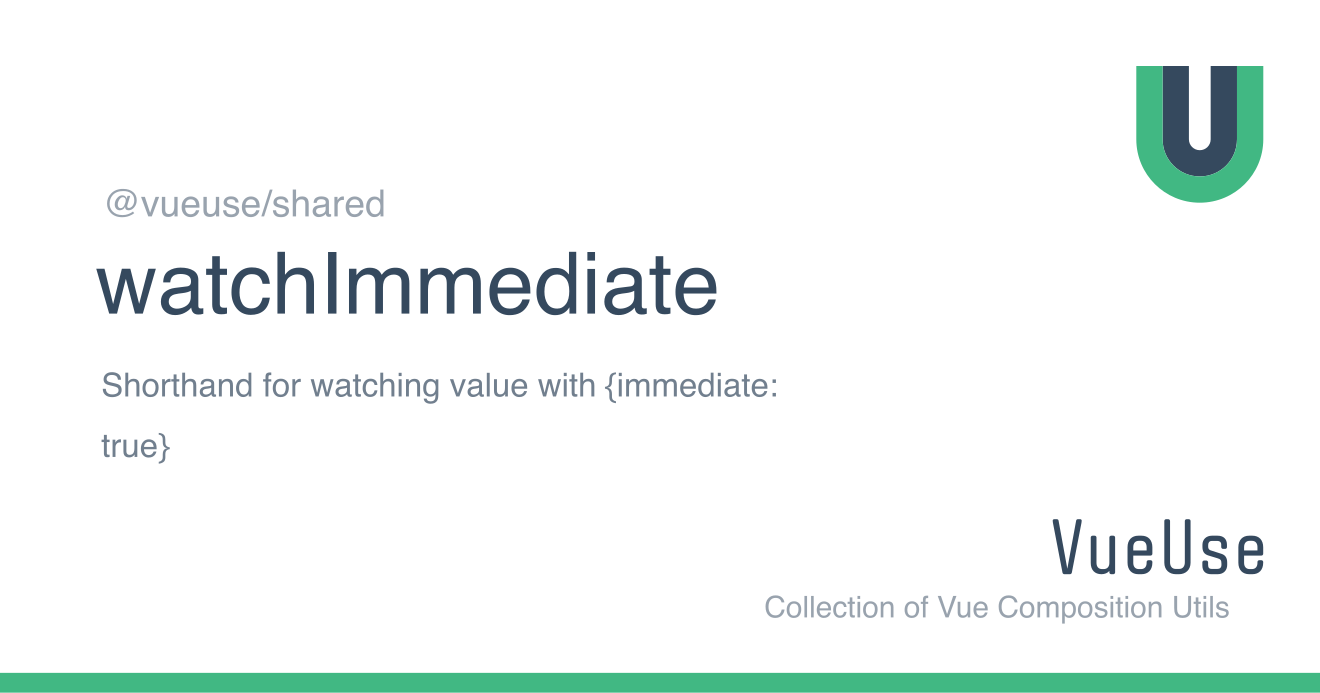 @vueuse/shared
watchImmediate
Shorthand for watching value with {immediate:
true}
VueUse
Collection of Vue Composition Utils